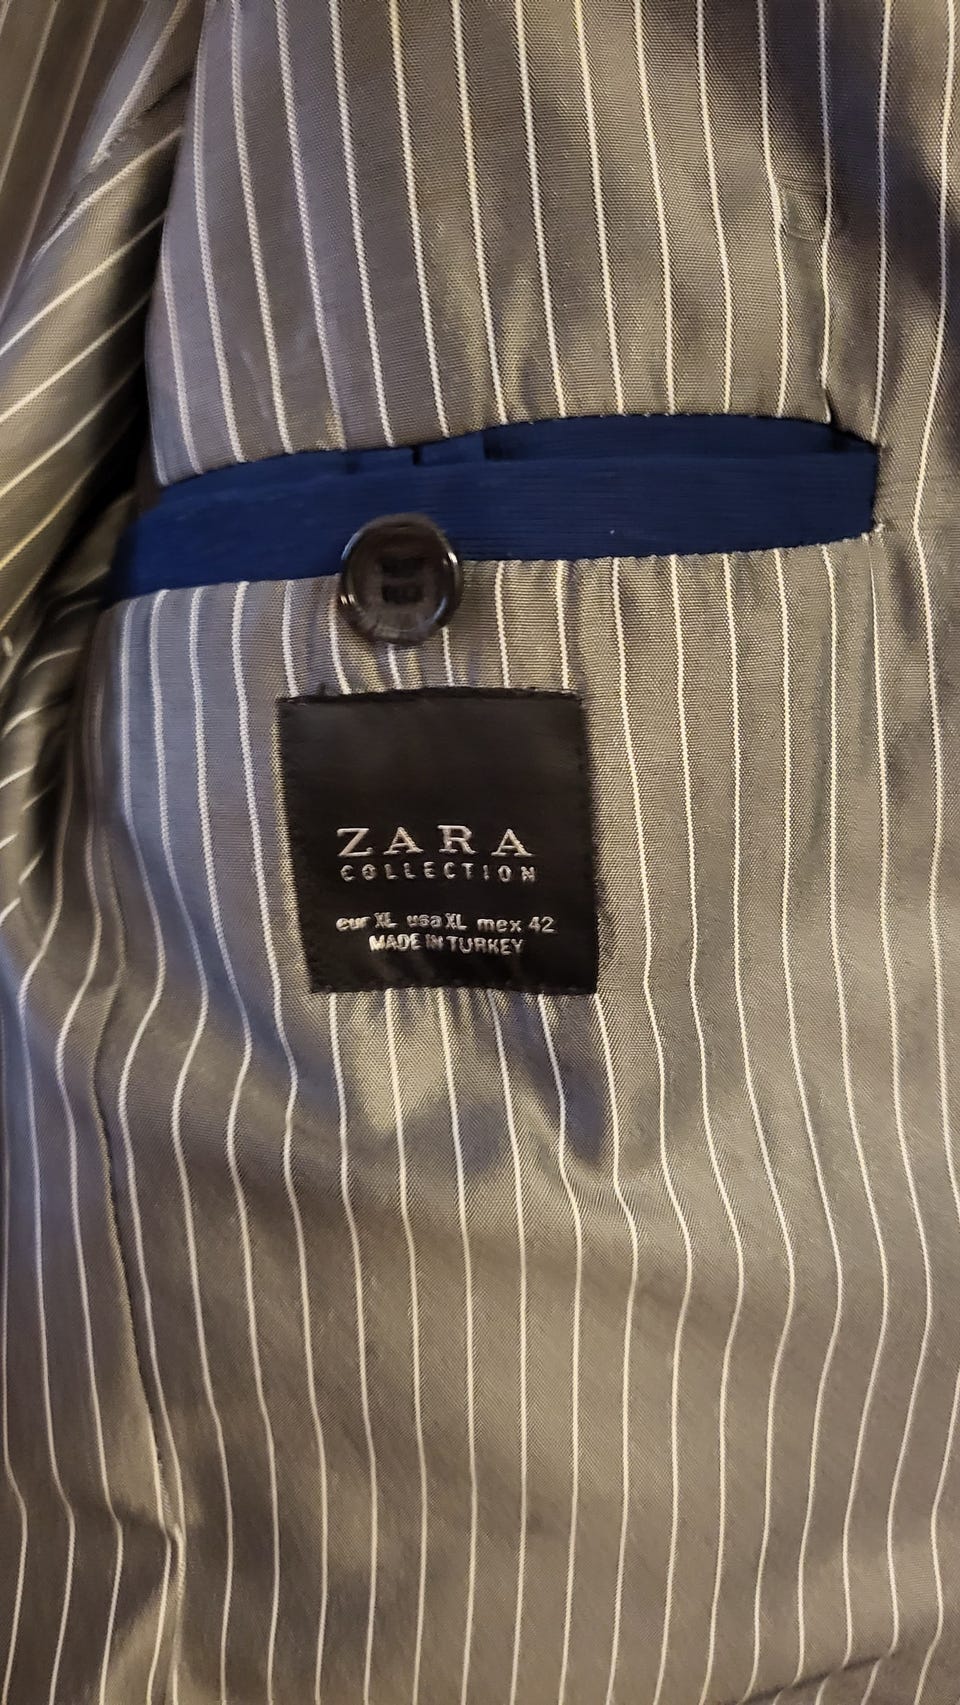 ZARA
COLLECTION
eur XL usa XL mex 42
MADE IN TURKEY